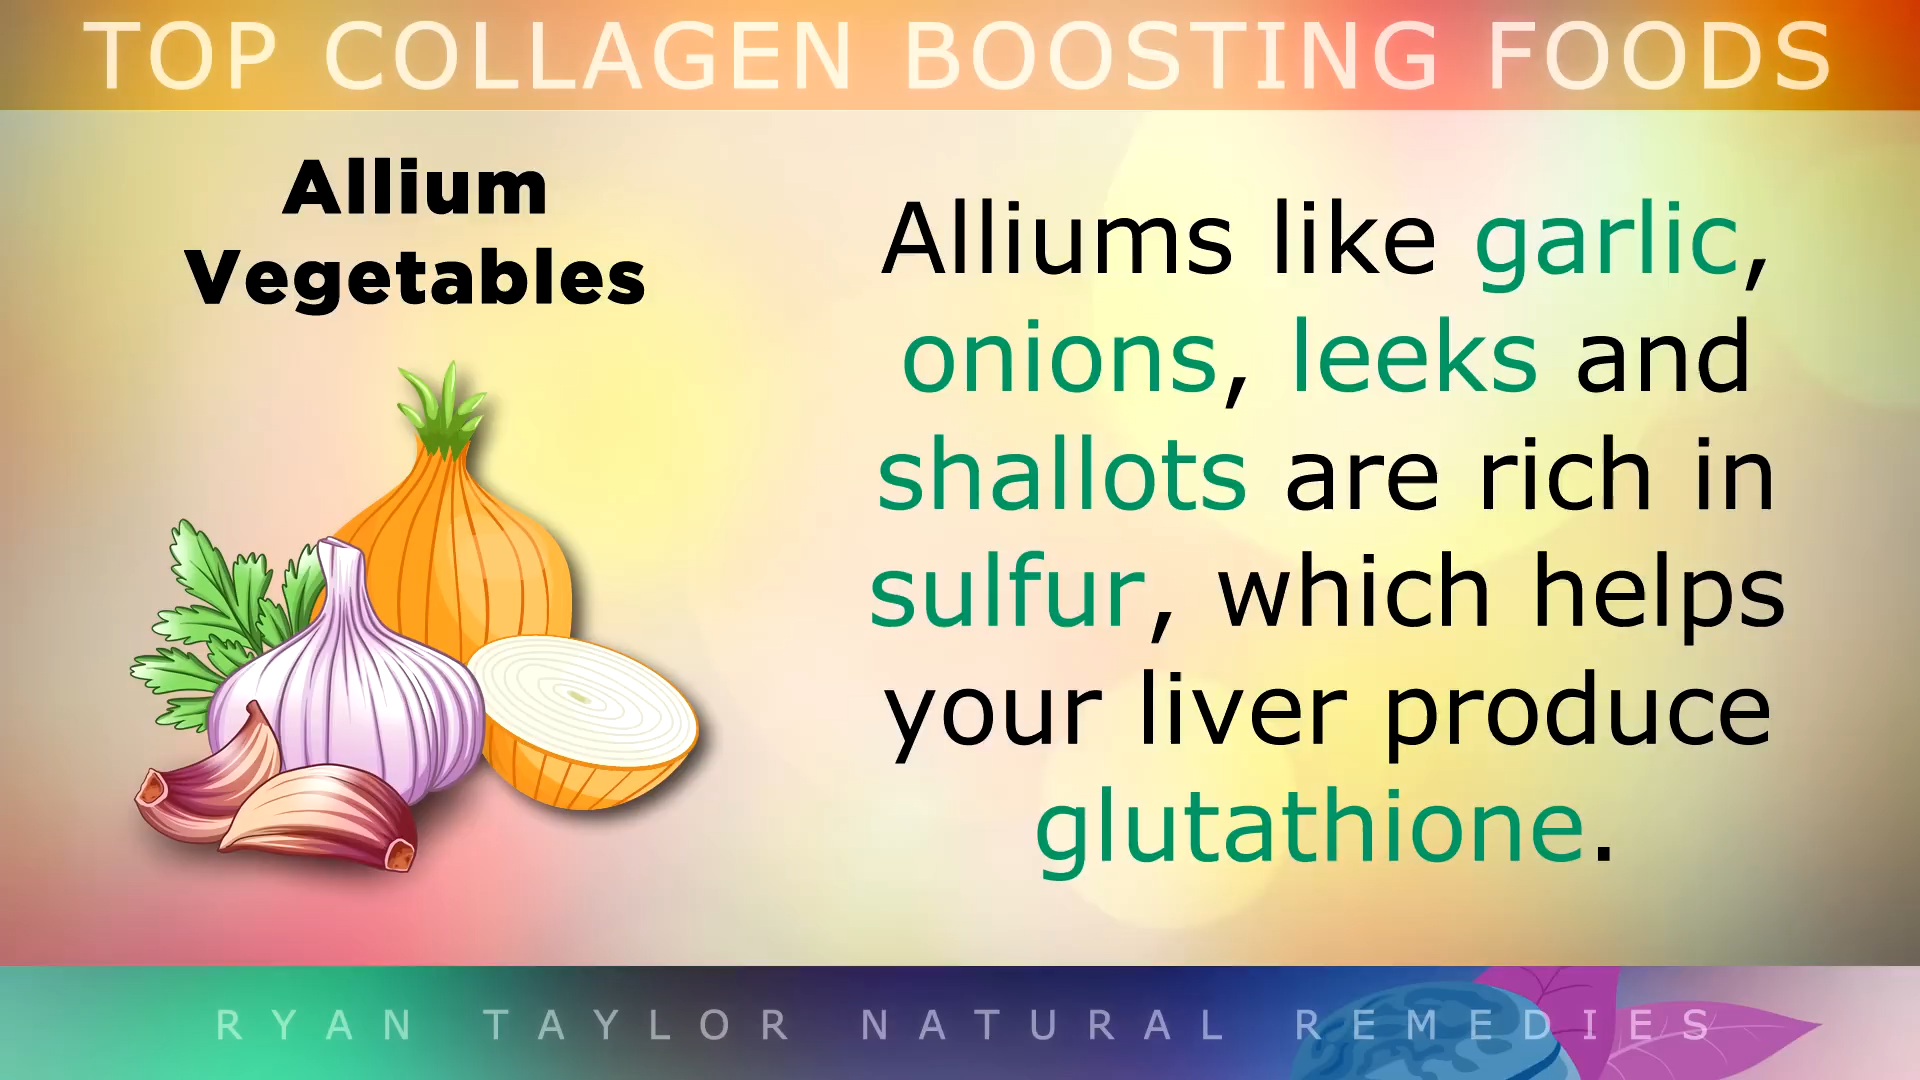 TOP COLLAGEN BOOSTING FOODS
Allium
Vegetables
Alliums like garlic,
onions, leeks and
shallots are rich in
sulfur, which helps
your liver produce
glutathione.
RYAN TAYLOR NATURAL REMEDIES